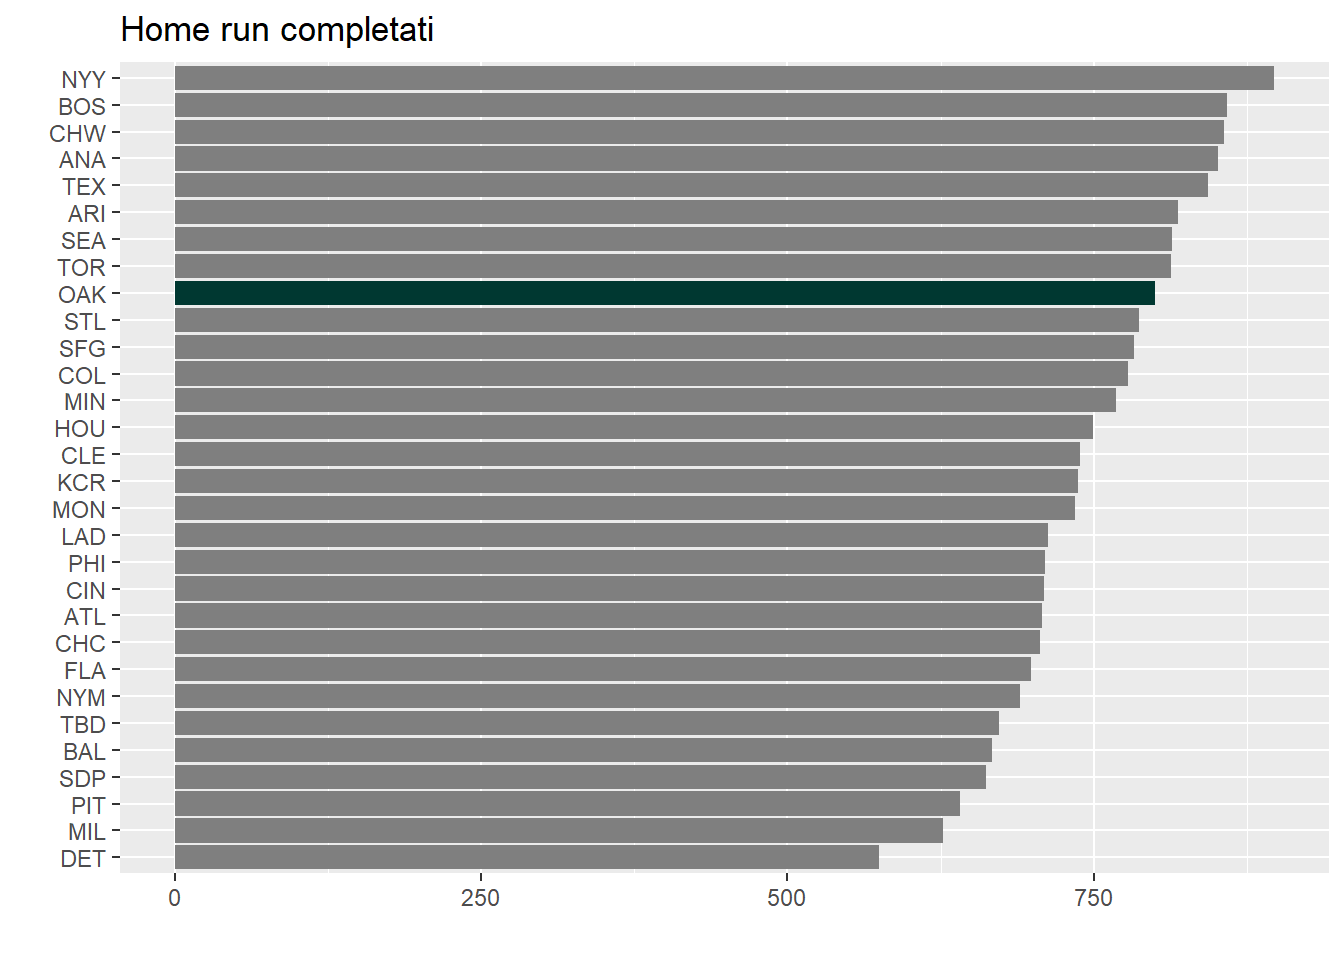 Home run completati
NYY
BOS
CHW
ANA
TEX
ARI
SEA
TOR
OAK
STL
SFG
COL
MIN
HOU
CLE
KCR
MON
LAD
PHI
CIN
ATL
CHC
FLA
NYM
TBD
BAL
SDP
PIT
MIL
DET
0 250 500 750